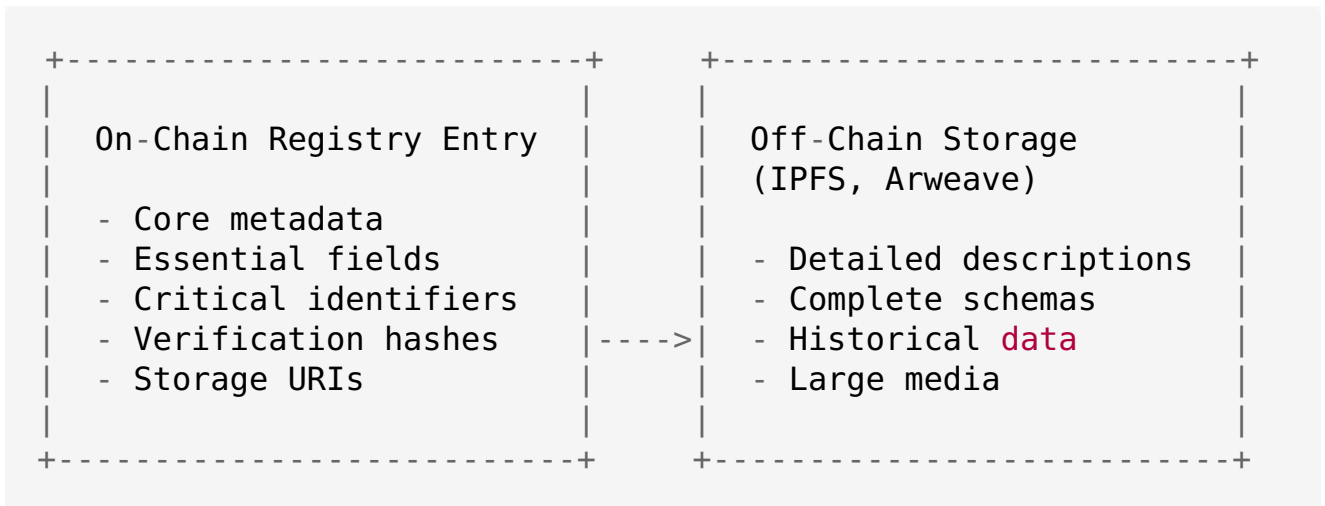 +---------------------------+     +---------------------------+
|                           |     |                           |
|  On-Chain Registry Entry  |     |  Off-Chain Storage        |
|                           |     |  (IPFS, Arweave)          |
|  - Core metadata          |     |                           |
|  - Essential fields       |     |  - Detailed descriptions  |
|  - Critical identifiers   |     |  - Complete schemas       |
|  - Verification hashes    |---->|  - Historical data        |
|  - Storage URIs           |     |  - Large media            |
|                           |     |                           |
+---------------------------+     +---------------------------+